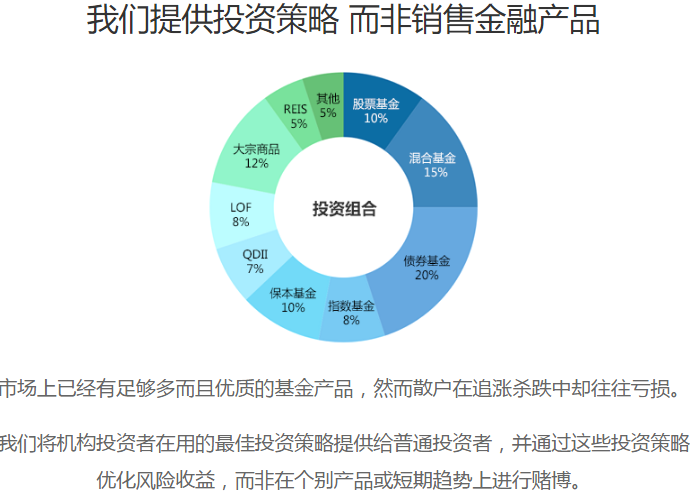 我们提供投资策略 而非销售金融产品
股票基金
10%
混合基金
15%
债券基金
20%
指数基金
8%
保本基金
10%
QDII
7%
LOF
8%
大宗商品
12%
REIS
5%
其他
5%
投资组合
市场上已经有足够多而且优质的基金产品，然而散户在追涨杀跌中却往往亏损。
我们将机构投资者在用的最佳投资策略提供给普通投资者，并通过这些投资策略
优化风险收益，而非在个别产品或短期趋势上进行赌博。